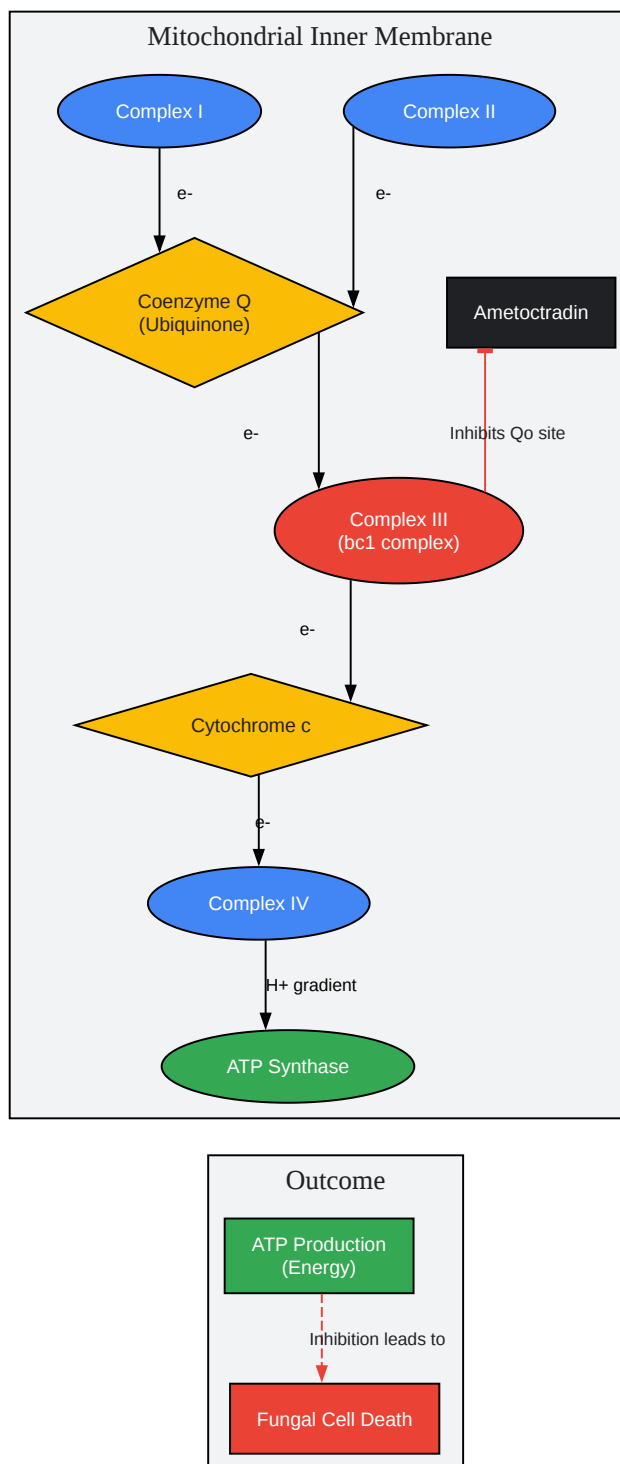 Mitochondrial Inner Membrane
Complex I
Complex II
e-
e-
Coenzyme Q
(Ubiquinone)
Ametoctradin
e-
Inhibits Qo site
Complex III
(bc1 complex)
e-
Cytochrome c
e-
Complex IV
H+ gradient
ATP Synthase
Outcome
ATP Production
(Energy)
Inhibition leads to
Fungal Cell Death